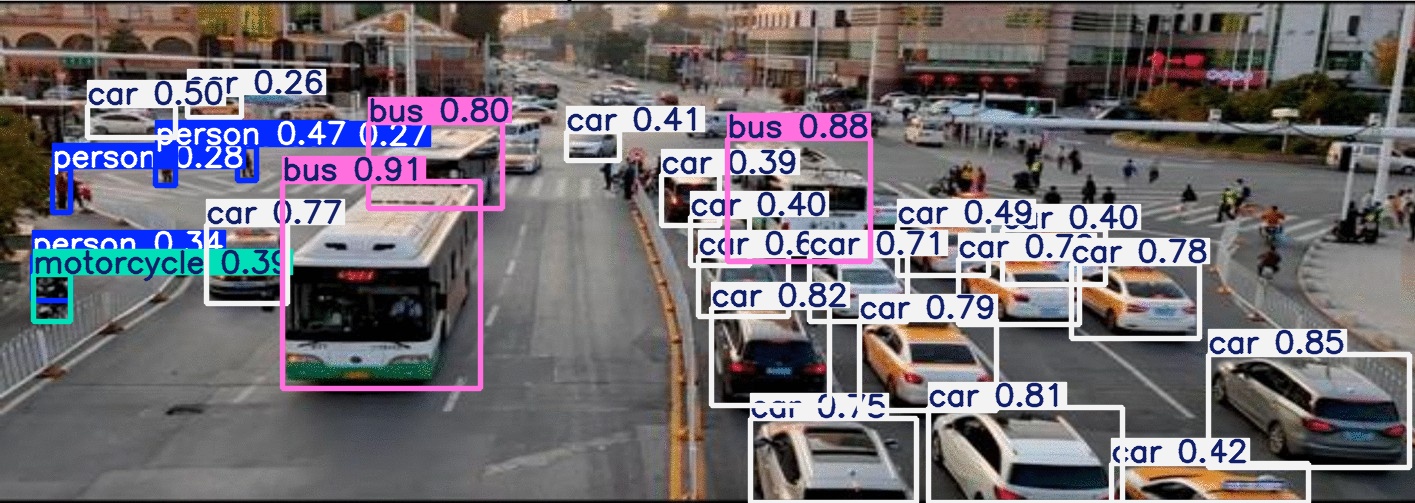 car 0.50
car 0.26
bus 0.80
car 0.41
bus 0.88
person 0.47
0.27
person 0.28
bus 0.91
car 0.39
car 0.77
car 0.40
car 0.49
car 0.40
person 0.34
motorcycle 0.39
car 0.71
car 0.78
car 0.82
car 0.79
car 0.85
car 0.75
car 0.81
car 0.42